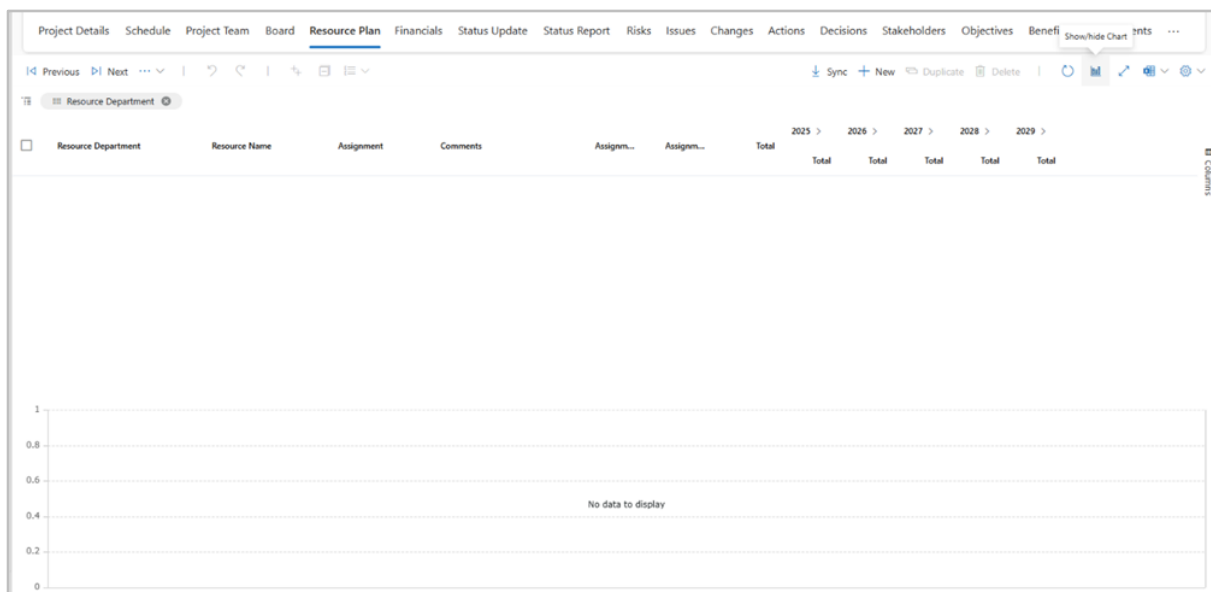 Project Details Schedule Project Team Board Resource Plan Financials Status Update Status Report Risks Issues Changes Actions Decisions Stakeholders Objectives Benefi ents ...
Show/hide Chart
Previous Next ... Sync New Duplicate Delete
Resource Department
Resource Department Resource Name Assignment Comments Assignm... Assignm... Total
2025 > 2026 > 2027 > 2028 > 2029 >
Total Total Total Total Total
Columns
1
0.8
0.6
No data to display
0.4
0.2
0